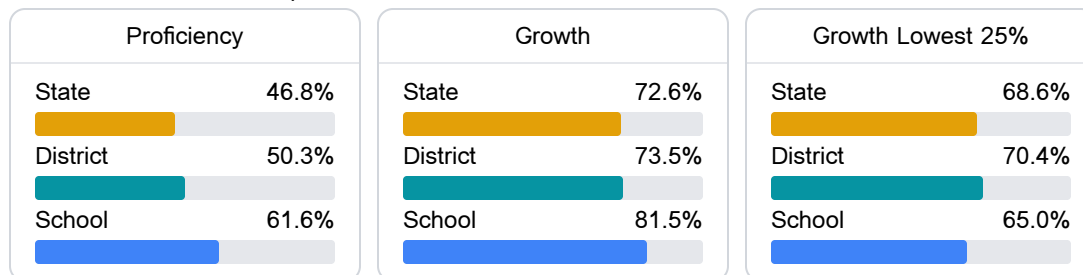 Proficiency
State 46.8%
District 50.3%
School 61.6%
Growth
State 72.6%
District 73.5%
School 81.5%
Growth Lowest 25%
State 68.6%
District 70.4%
School 65.0%